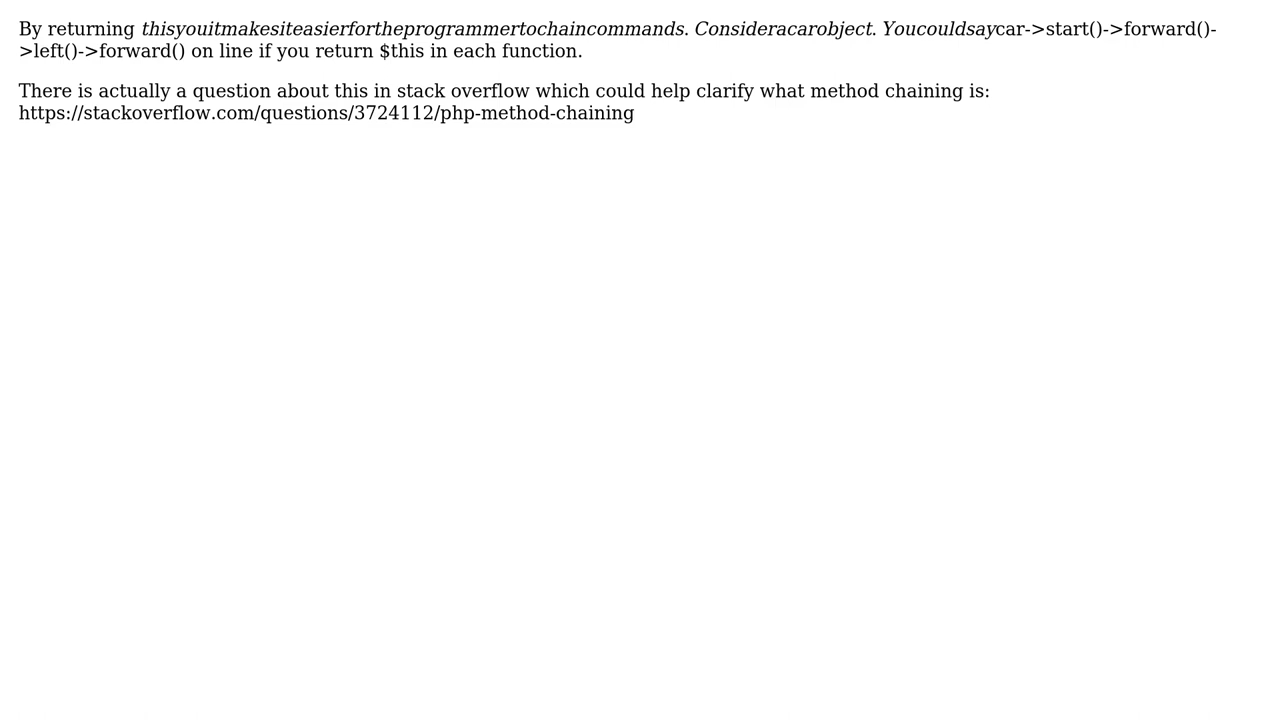 By returning thisyouitmakesiteasierfortheprogrammertochaincommands. Consideracarobject. Youcouldsaycar->start()->forward()-
>left()->forward() on line if you return $this in each function.
There is actually a question about this in stack overflow which could help clarify what method chaining is:
https://stackoverflow.com/questions/3724112/php-method-chaining